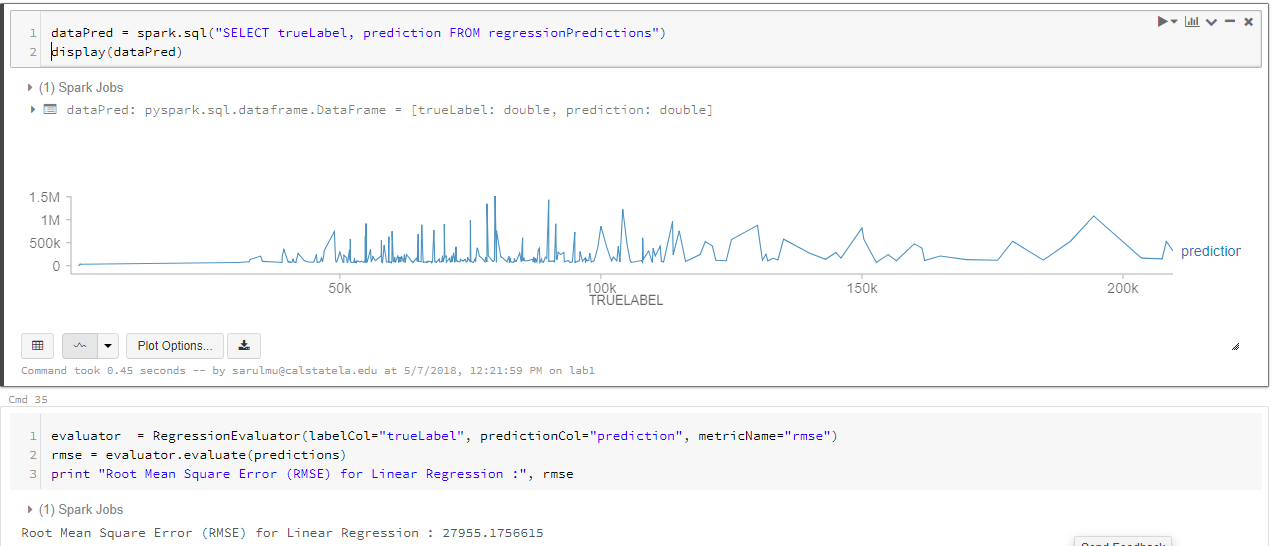 1 dataPred = spark.sql("SELECT trueLabel, prediction FROM regressionPredictions")
2 display(dataPred)
(1) Spark Jobs
dataPred: pyspark.sql.dataframe.DataFrame = [trueLabel: double, prediction: double]
1.5M
1M
500k
0
prediction
50k 100k 150k 200k
TRUELABEL
Plot Options...
Command took 0.45 seconds -- by sarulmu@calstatela.edu at 5/7/2018, 12:21:59 PM on lab1
Cmd 35
1 evaluator  = RegressionEvaluator(labelCol="trueLabel", predictionCol="prediction", metricName="rmse")
2 rmse = evaluator.evaluate(predictions)
3 print "Root Mean Square Error (RMSE) for Linear Regression :", rmse
(1) Spark Jobs
Root Mean Square Error (RMSE) for Linear Regression : 27955.1756615
Send Feedback